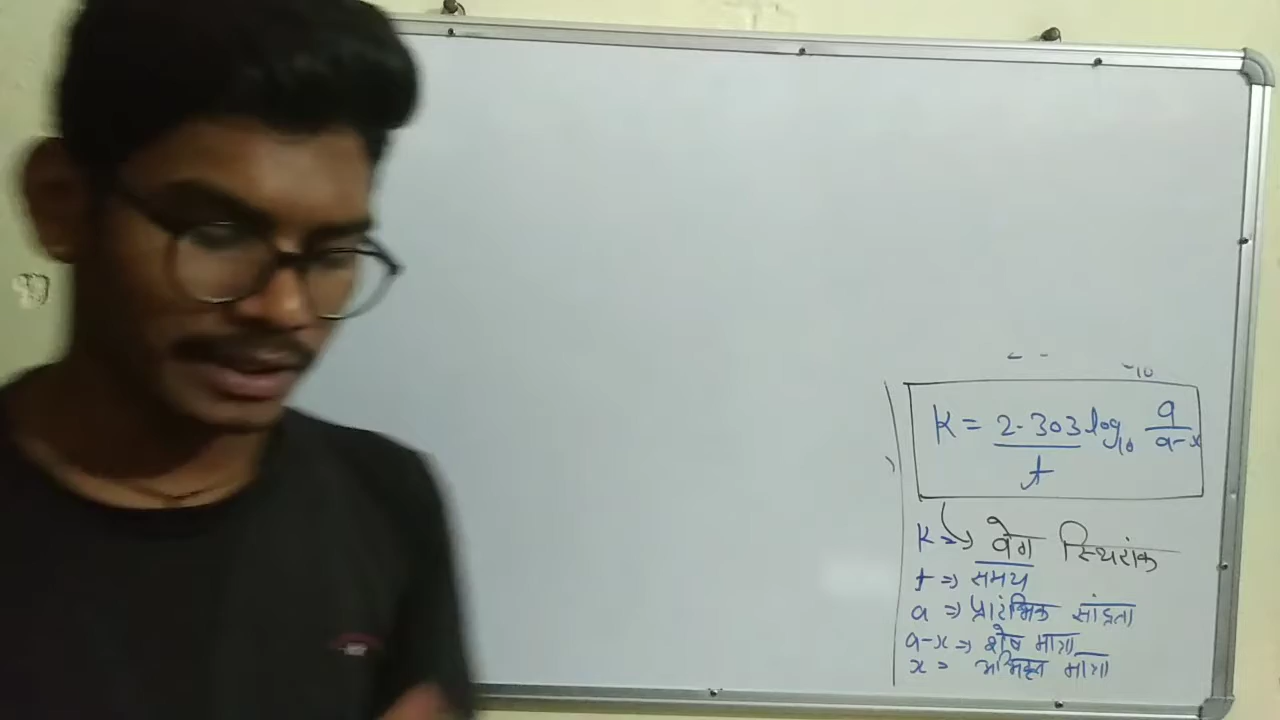 K = 2.303/t log₁₀ a/a-x
K => वेग स्थिरांक
t => समय
a => प्रारंम्भिक सांद्रता
a-x => शेष मात्रा
x = अभिकृत मात्रा